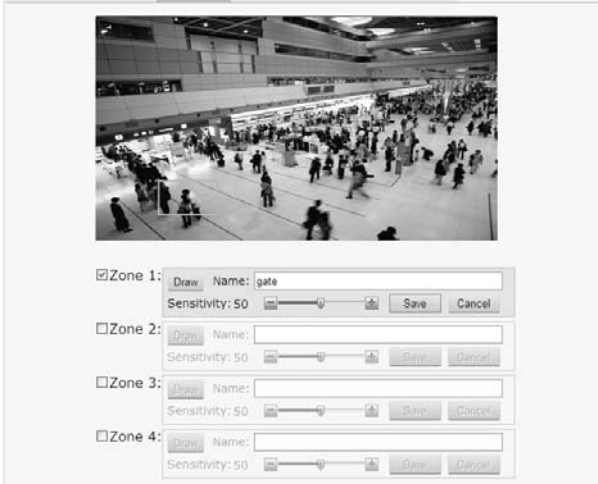 Zone 1: Draw Name: gate
Sensitivity: 50 Save Cancel
Zone 2: Draw Name:
Sensitivity: 50 Save Cancel
Zone 3: Draw Name:
Sensitivity: 50 Save Cancel
Zone 4: Draw Name:
Sensitivity: 50 Save Cancel